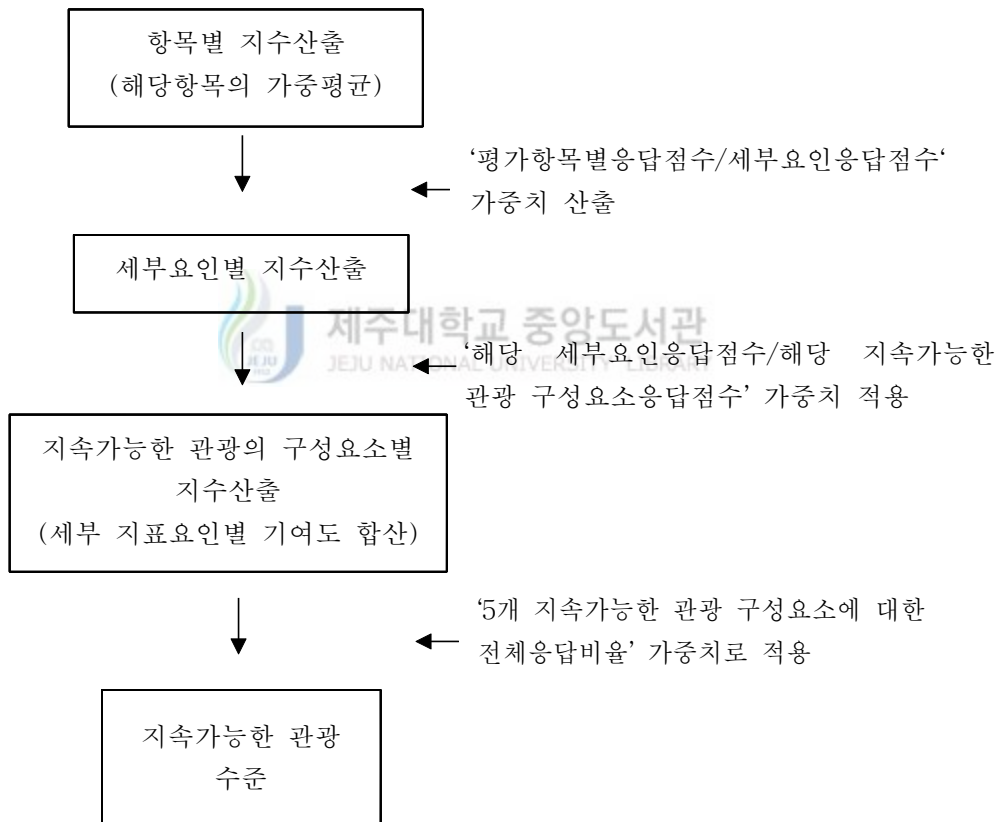 항목별 지수산출
(해당항목의 가중평균)
‘평가항목별응답점수/세부요인응답점수‘
가중치 산출
세부요인별 지수산출
제주대학교 중앙도서관
JEJU NATIONAL UNIVERSITY LIBRARY
‘해당 세부요인응답점수/해당 지속가능한
관광 구성요소응답점수’ 가중치 적용
지속가능한 관광의 구성요소별
지수산출
(세부 지표요인별 기여도 합산)
‘5개 지속가능한 관광 구성요소에 대한
전체응답비율’ 가중치로 적용
지속가능한 관광
수준